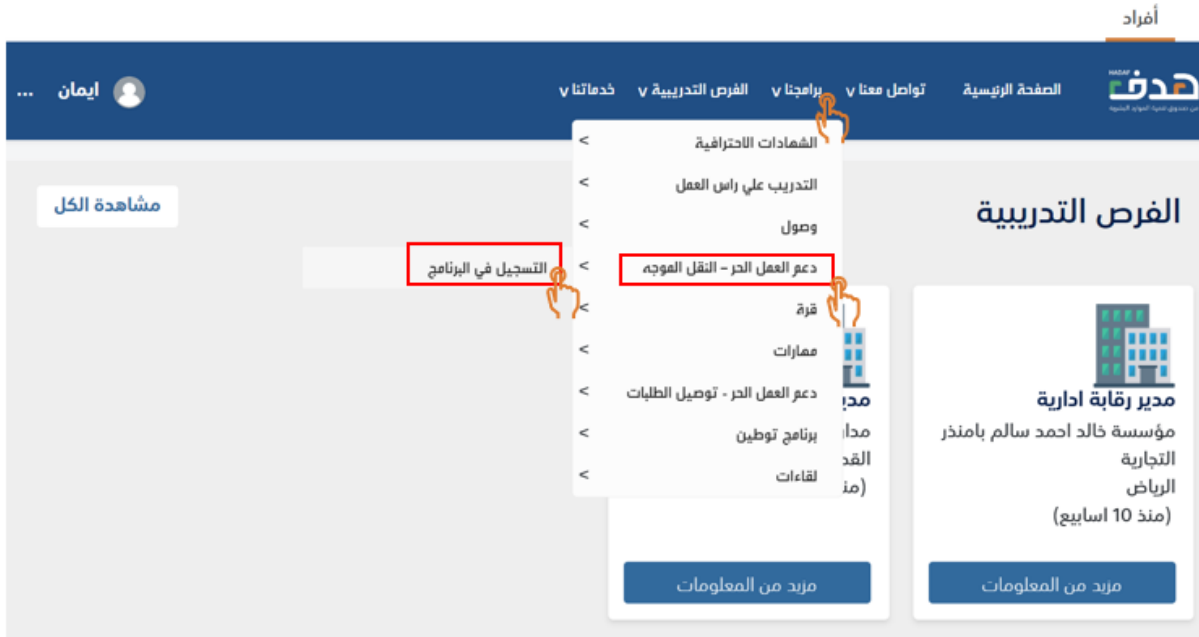 أفراد
هدف
HADAF
الصفحة الرئيسية
تواصل معنا v
برامجنا v
الفرص التدريبية v
خدماتنا v
ايمان
...
الشهادات الاحترافية >
التدريب علي راس العمل >
وصول >
دعم العمل الحر – النقل الموجه >
التسجيل في البرنامج
قرة >
مهارات >
دعم العمل الحر - توصيل الطلبات >
برنامج توطين >
لقاءات >
الفرص التدريبية
مشاهدة الكل
مدير رقابة ادارية
مؤسسة خالد احمد سالم بامنذر
التجارية
الرياض
(منذ 10 اسابيع)
مزيد من المعلومات
مزيد من المعلومات